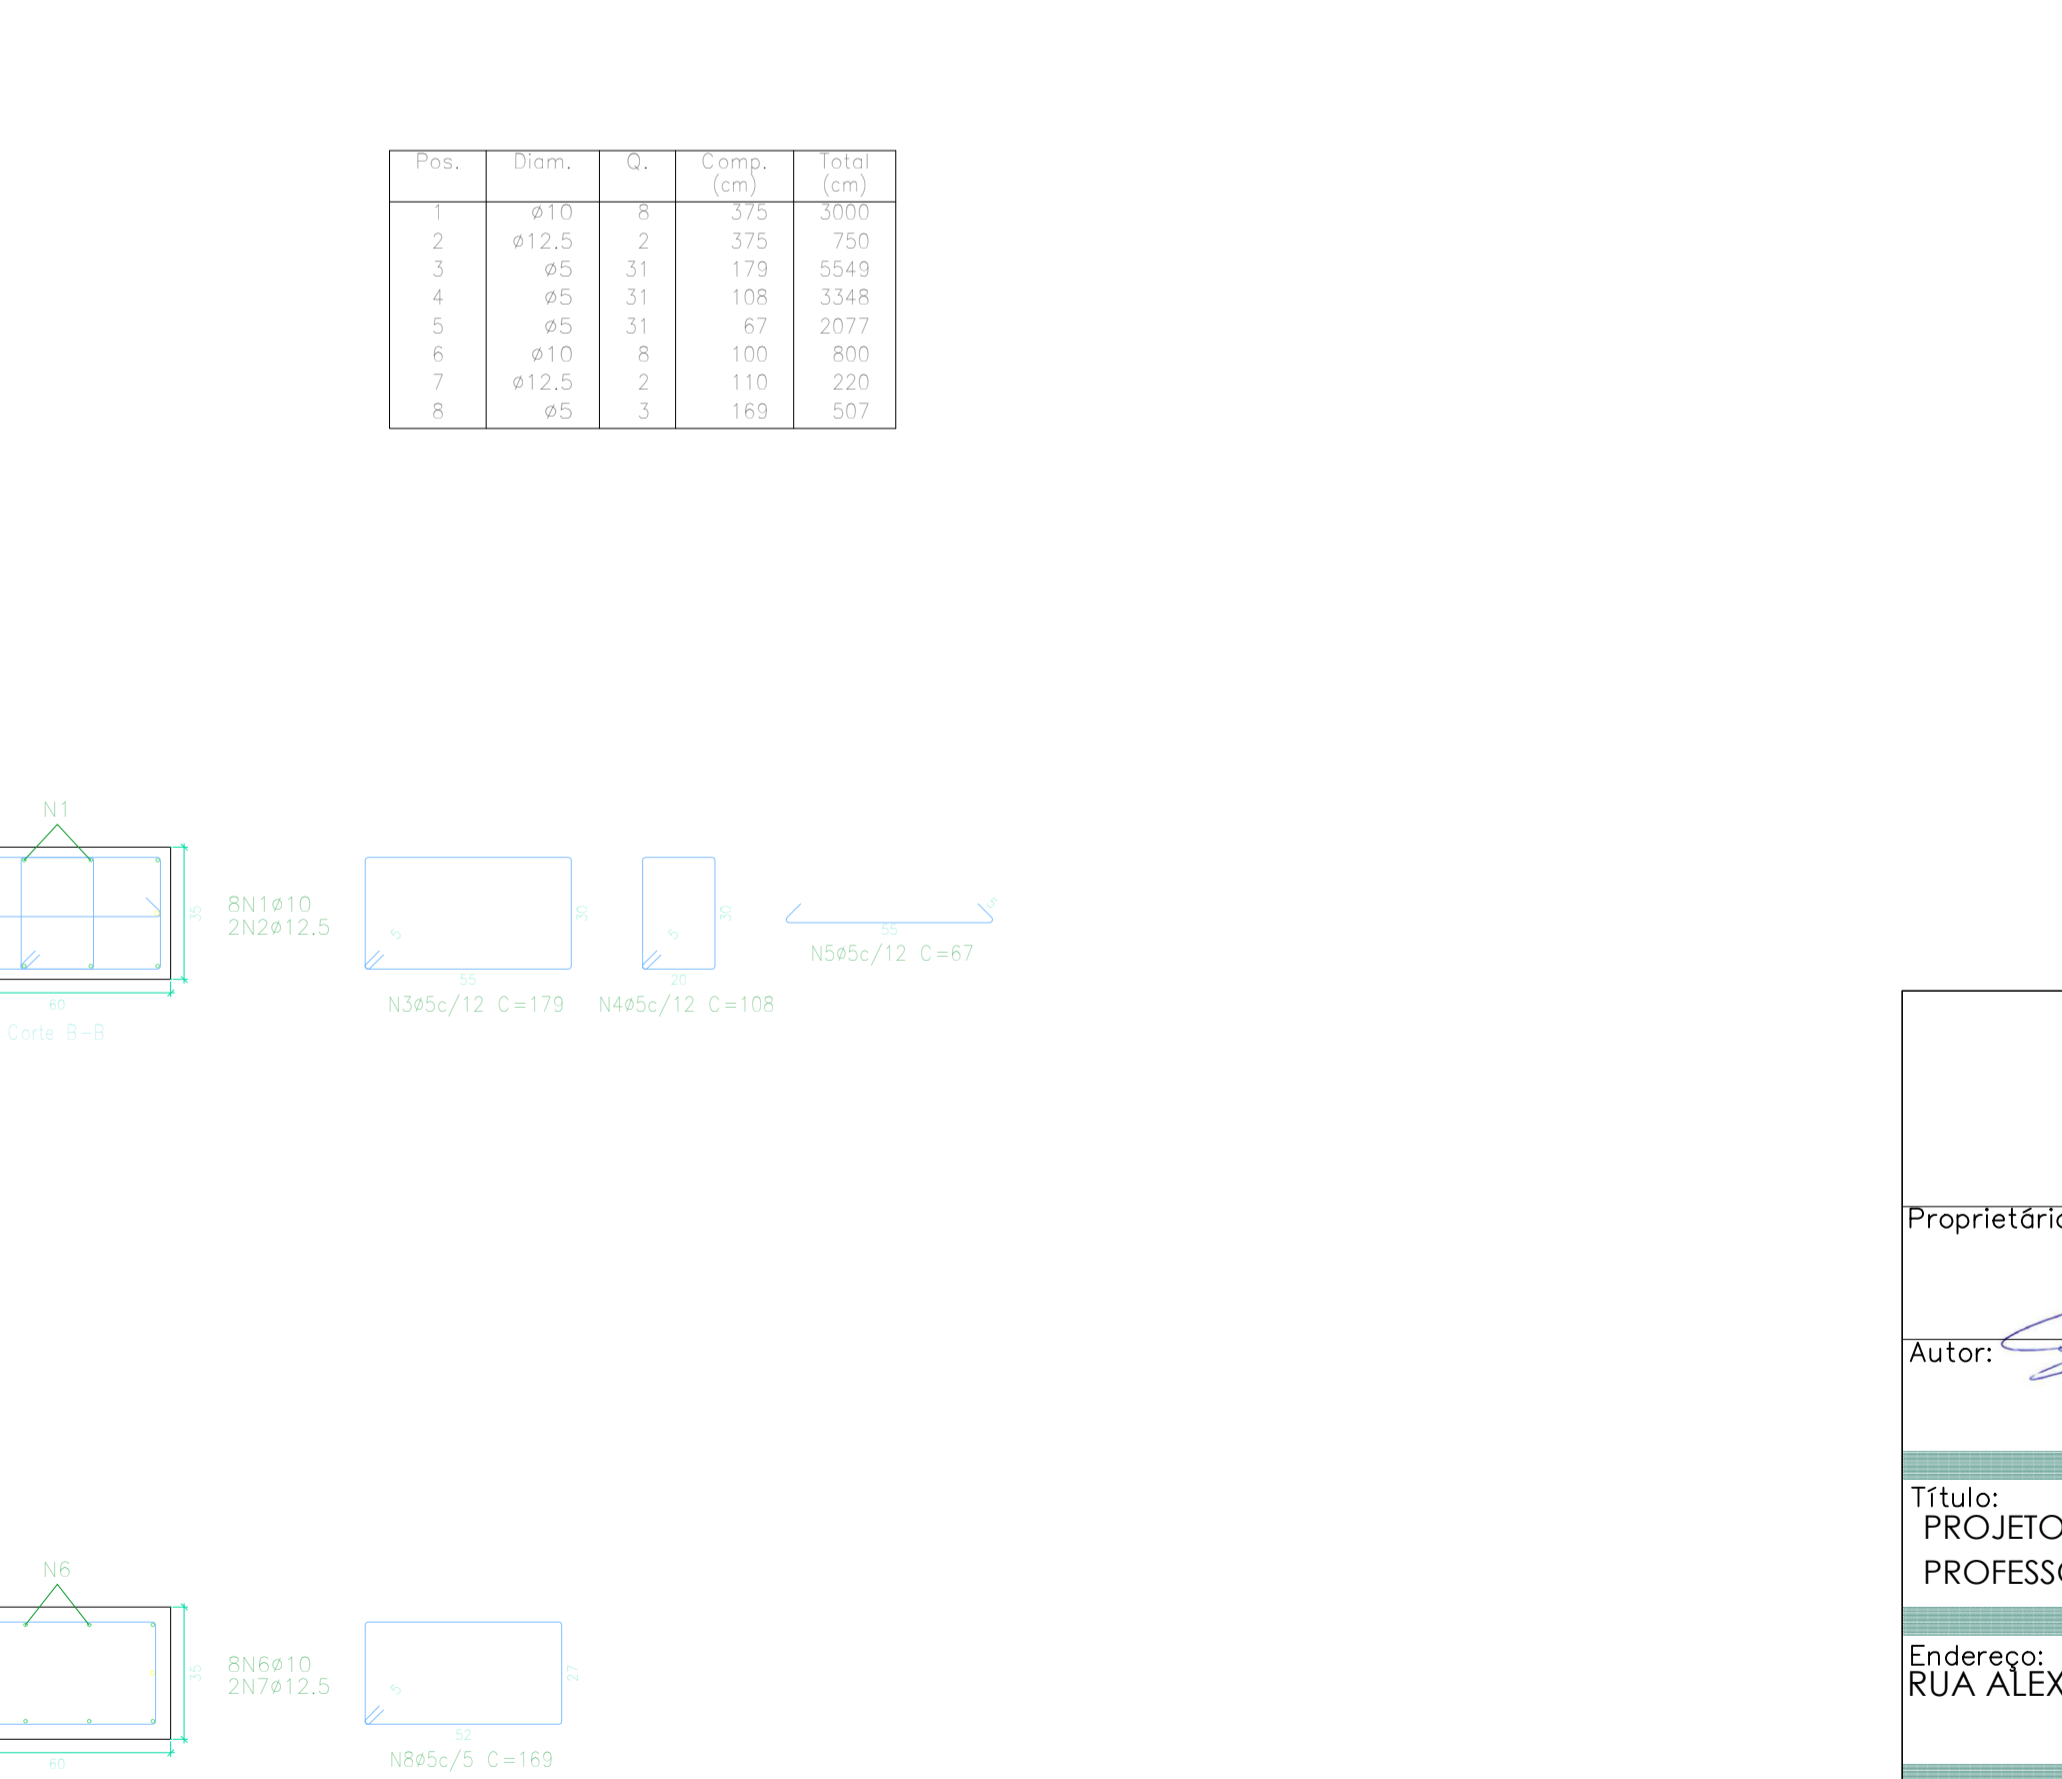 Pos. Diam. Q. Comp. (cm) Total (cm)
1 ø10 8 375 3000
2 ø12.5 2 375 750
3 ø5 31 179 5549
4 ø5 31 108 3348
5 ø5 31 67 2077
6 ø10 8 100 800
7 ø12.5 2 110 220
8 ø5 3 169 507
N1
35
8N1ø10
2N2ø12.5
60
Corte B-B
5
30
55
N3ø5c/12 C=179
5
30
20
N4ø5c/12 C=108
5
55
N5ø5c/12 C=67
Proprietári
Autor:
Título:
PROJETO
PROFESS
Endereço:
RUA ALEX
N6
35
8N6ø10
2N7ø12.5
60
5
27
52
N8ø5c/5 C=169